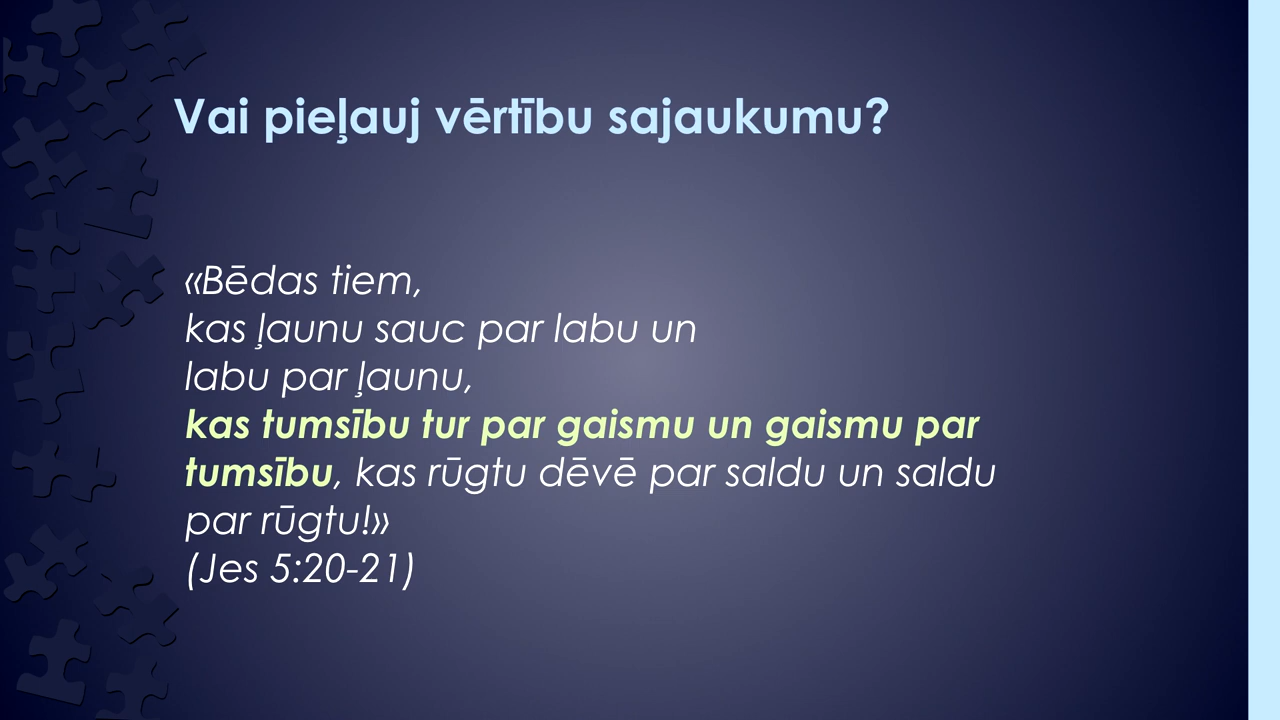 Vai pieļauj vērtību sajaukumu?
«Bēdas tiem,
kas ļaunu sauc par labu un
labu par ļaunu,
kas tumsību tur par gaismu un gaismu par
tumsību, kas rūgtu dēvē par saldu un saldu
par rūgtu!»
(Jes 5:20-21)